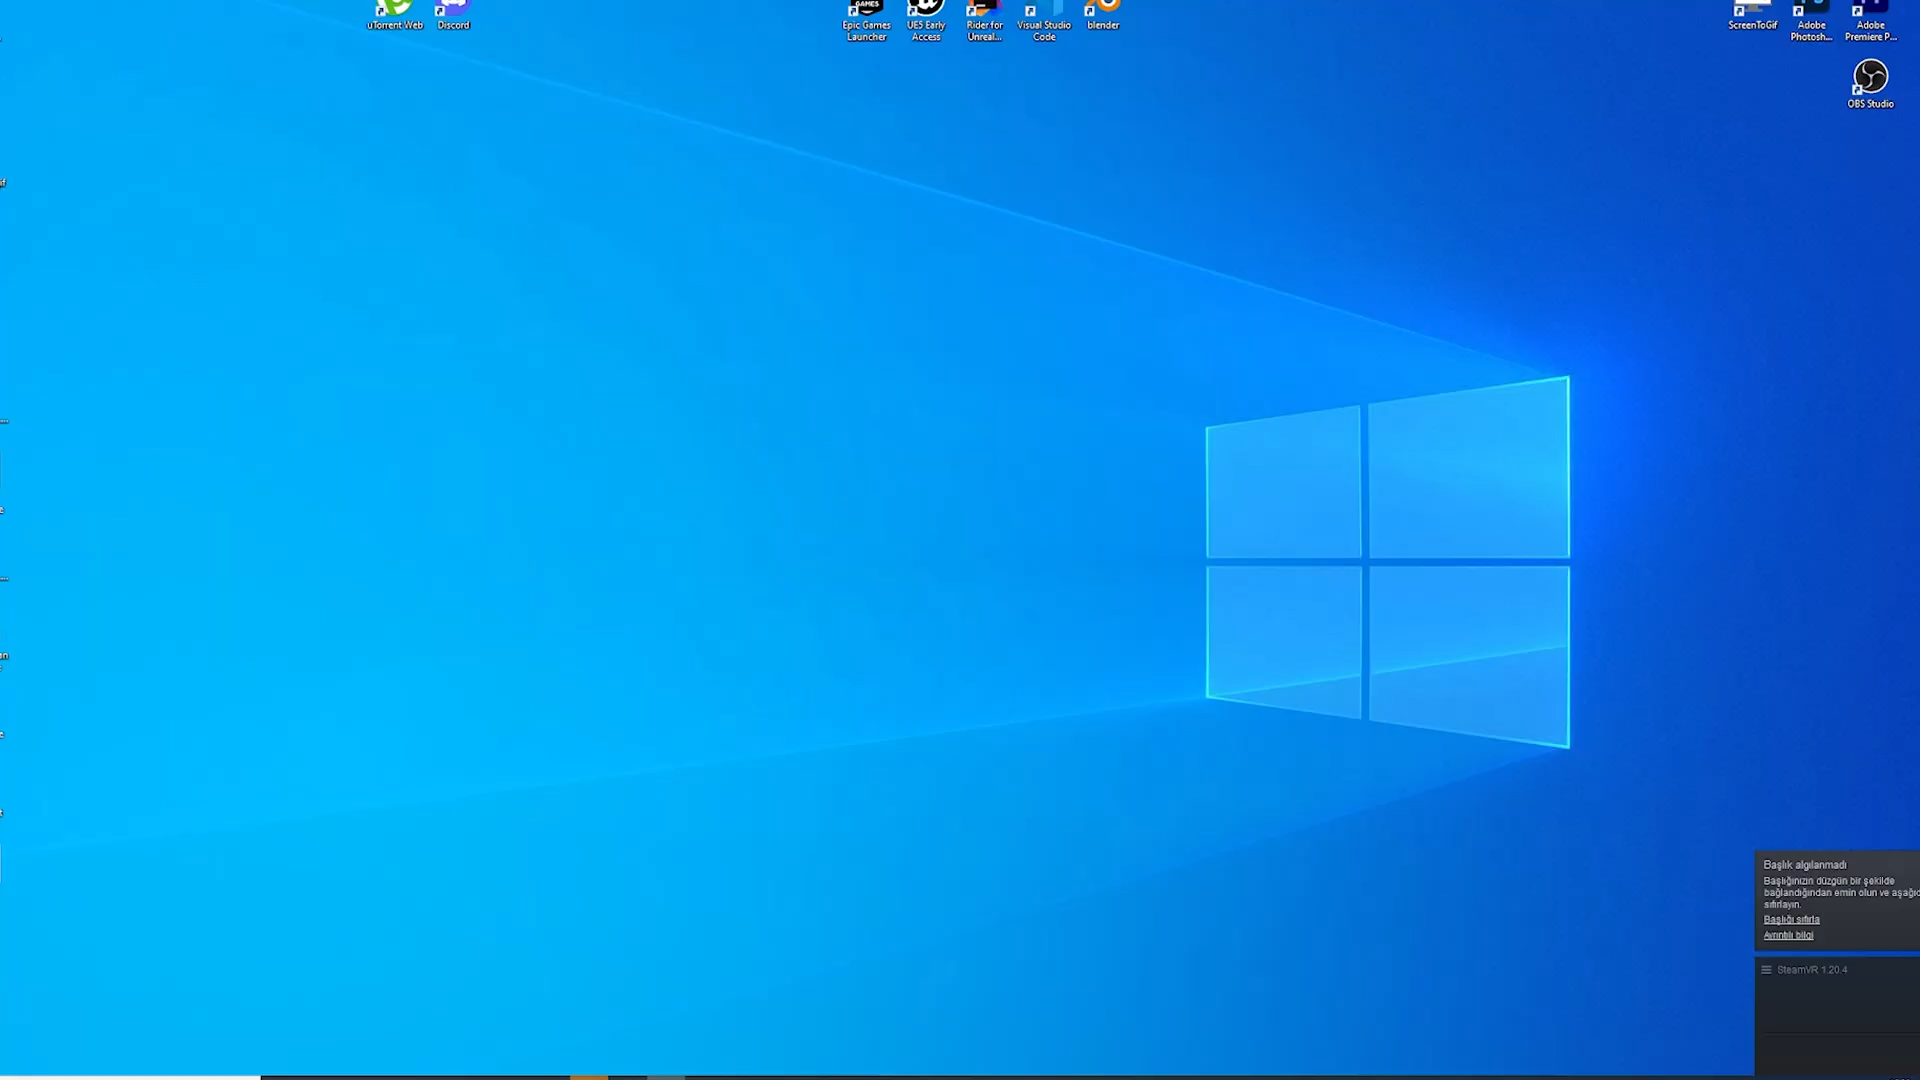 uTorrent Web
Discord
GAMES
Epic Games
Launcher
UE5 Early
Access
Rider for
Unreal...
Visual Studio
Code
blender
ScreenToGif
Adobe
Photosh...
Adobe
Premiere P...
OBS Studio
Başlık algılanmadı
Başlığınızın düzgün bir şekilde
bağlandığından emin olun ve aşağıd
sıfırlayın.
Başlığı sıfırla
Ayrıntılı bilgi
SteamVR 1.20.4